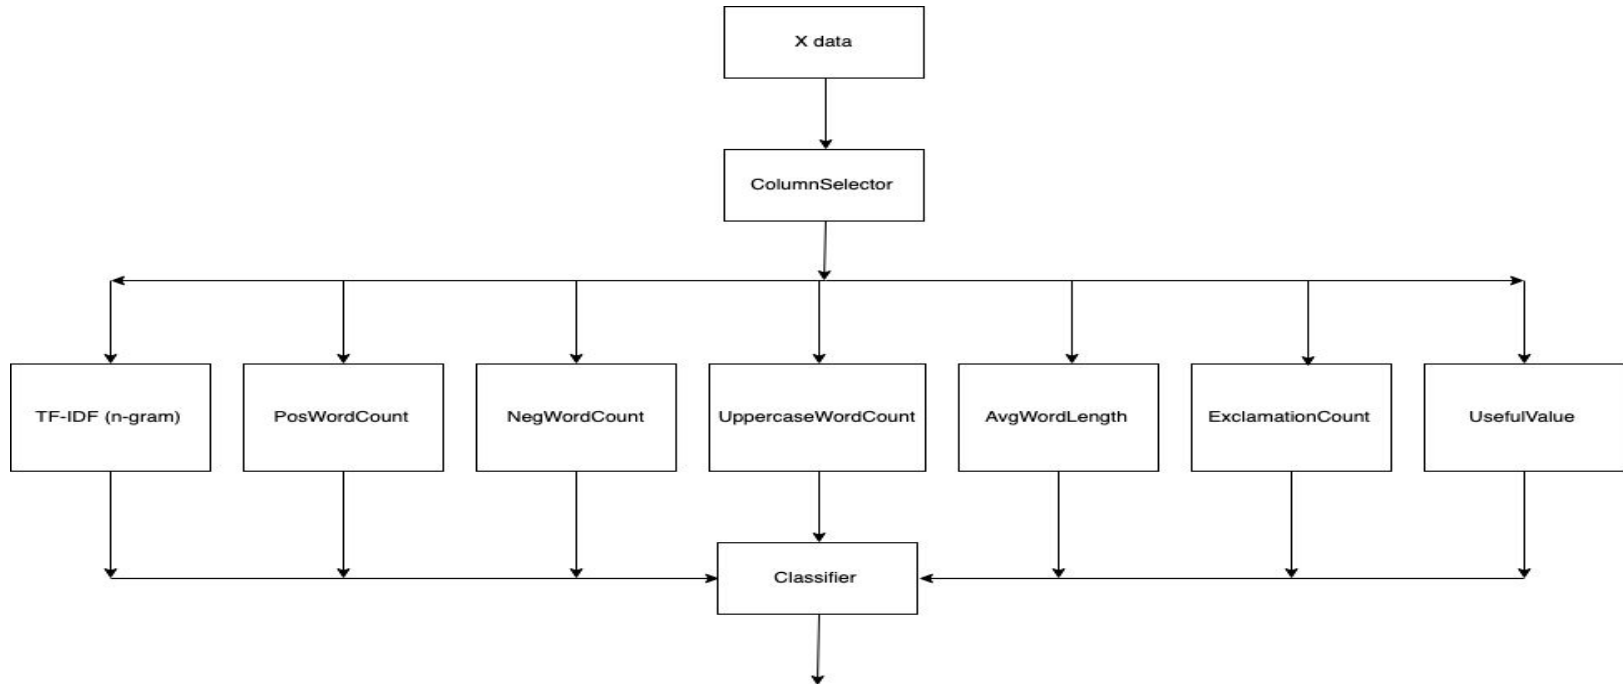 X data
ColumnSelector
TF-IDF (n-gram)
PosWordCount
NegWordCount
UppercaseWordCount
AvgWordLength
ExclamationCount
UsefulValue
Classifier